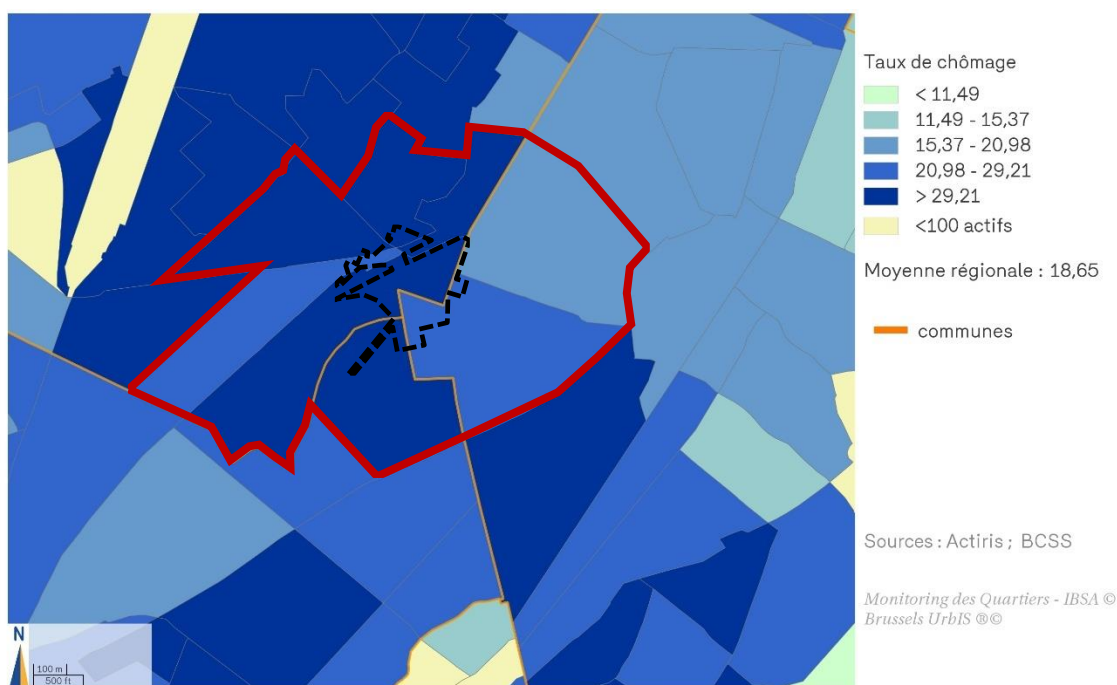 Taux de chômage
< 11,49
11,49 - 15,37
15,37 - 20,98
20,98 - 29,21
> 29,21
<100 actifs
Moyenne régionale : 18,65
communes
Sources : Actiris ; BCSS
Monitoring des Quartiers - IBSA ©
Brussels UrbIS ®©
N
100 m
500 ft